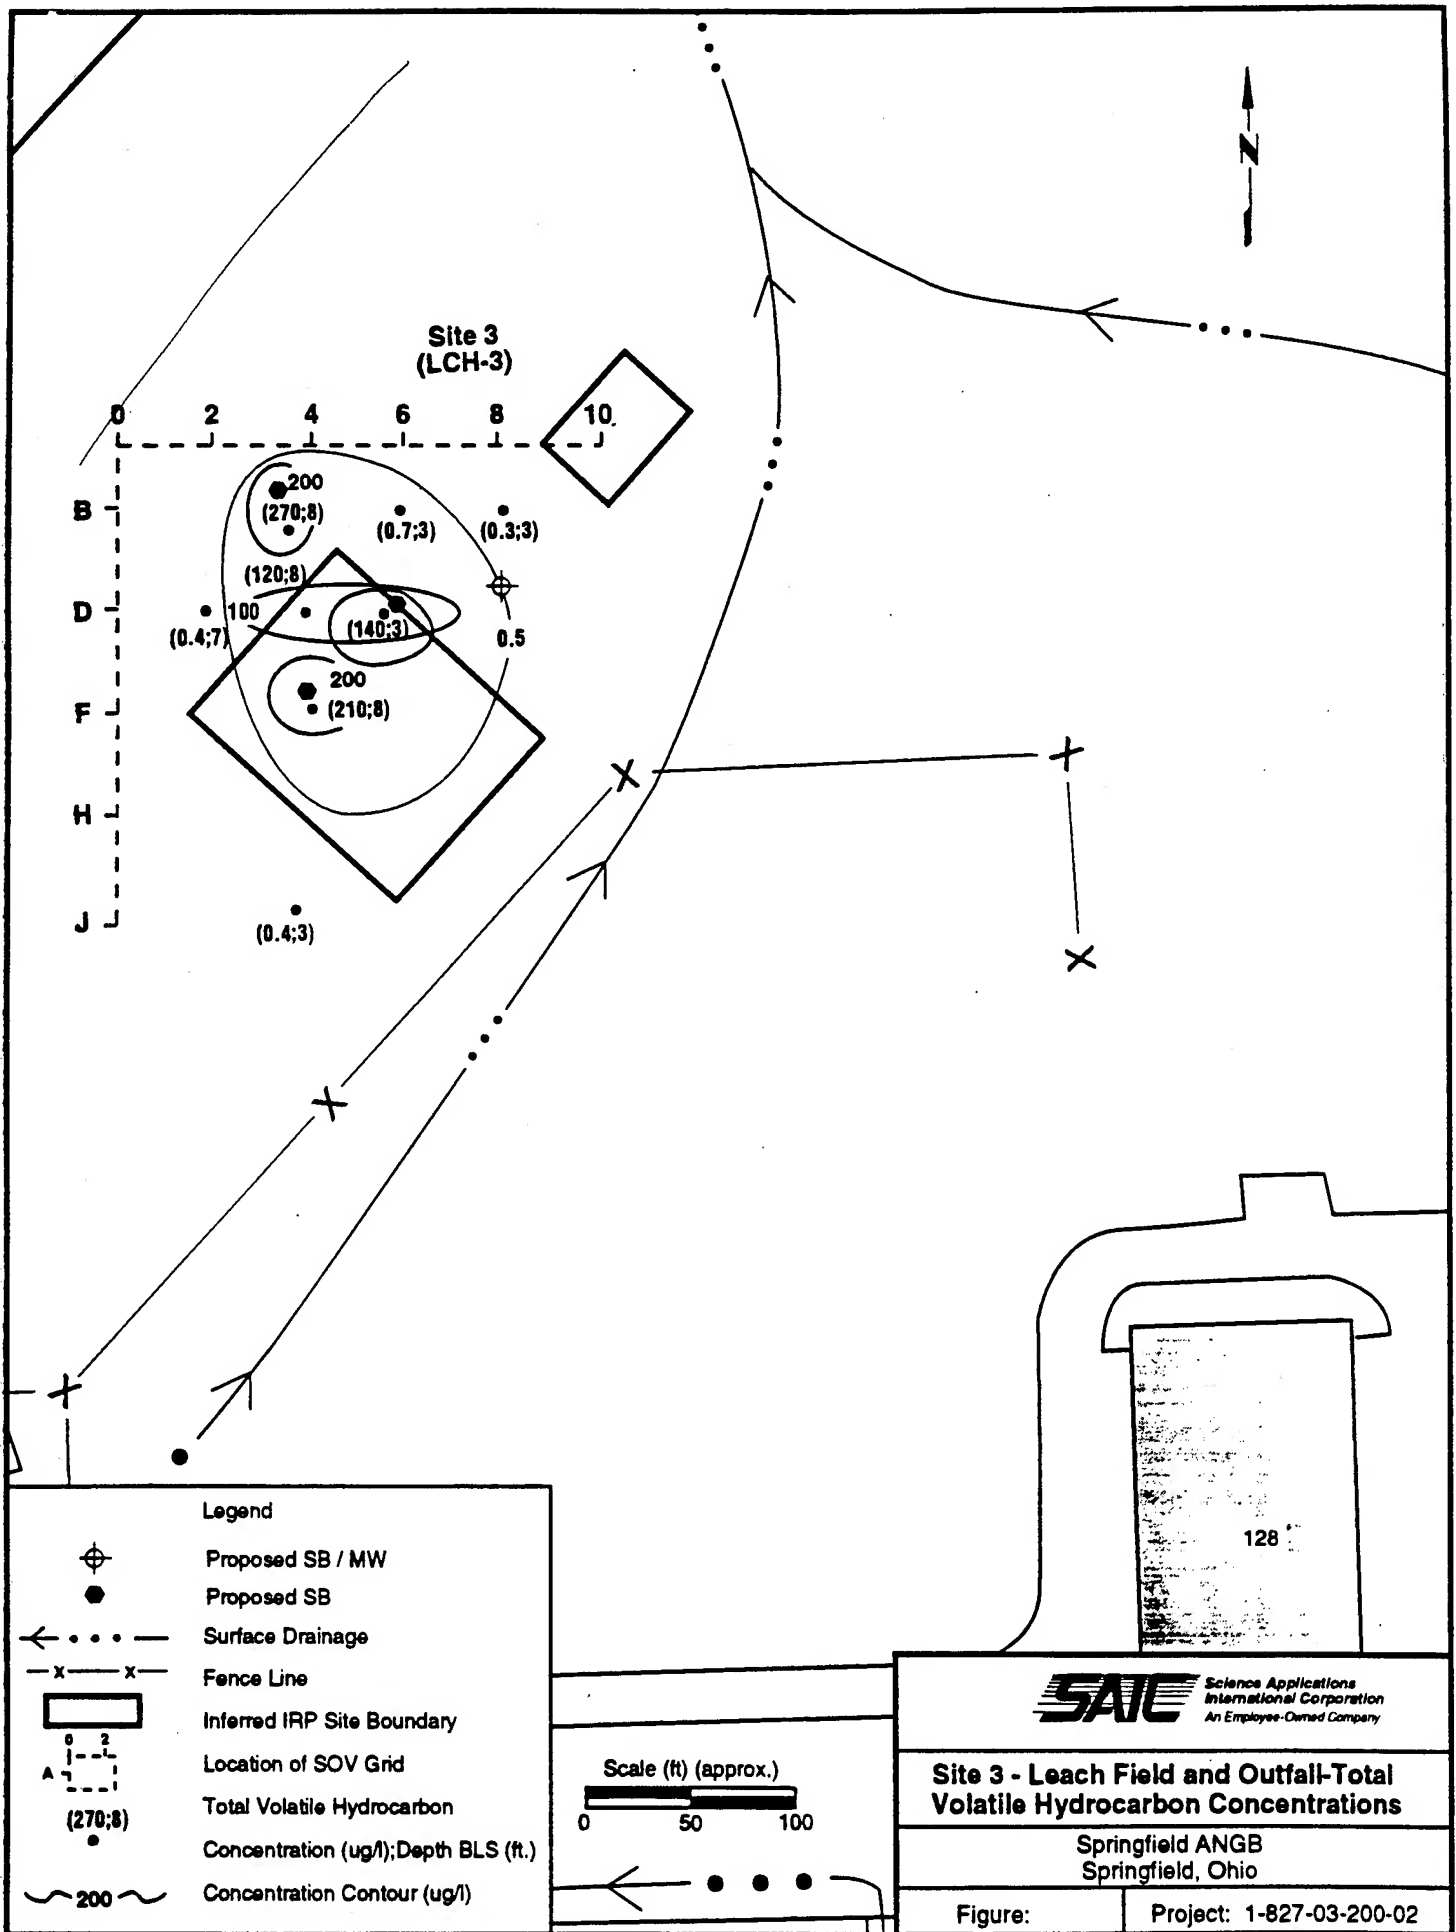 N
Site 3
(LCH-3)
0 2 4 6 8 10
200
B
(270;8)
(0.7;3)
(0.3;3)
(120;8)
D
100
(0.4;7)
(140;3)
0.5
200
F
(210;8)
H
J
(0.4;3)
128
Legend
Proposed SB / MW
Proposed SB
Surface Drainage
x x
Fence Line
Inferred IRP Site Boundary
0 2
A
Location of SOV Grid
(270;8)
Total Volatile Hydrocarbon
Concentration (ug/l);Depth BLS (ft.)
200
Concentration Contour (ug/l)
Scale (ft) (approx.)
0 50 100
SAIC
Science Applications
International Corporation
An Employee-Owned Company
Site 3 - Leach Field and Outfall-Total
Volatile Hydrocarbon Concentrations
Springfield ANGB
Springfield, Ohio
Figure:
Project: 1-827-03-200-02